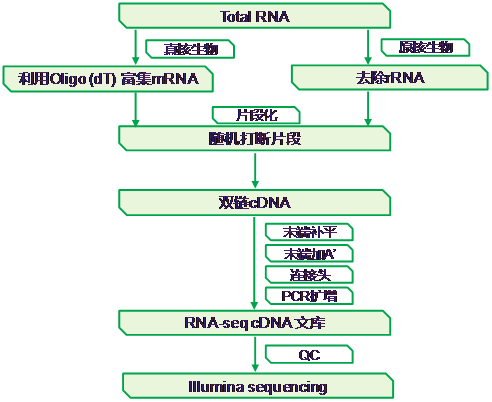 Total RNA
真核生物
原核生物
利用Oligo (dT) 富集mRNA
去除rRNA
片段化
随机打断片段
双链cDNA
末端补平
末端加A'
连接头
PCR扩增
RNA-seq cDNA 文库
QC
Illumina sequencing